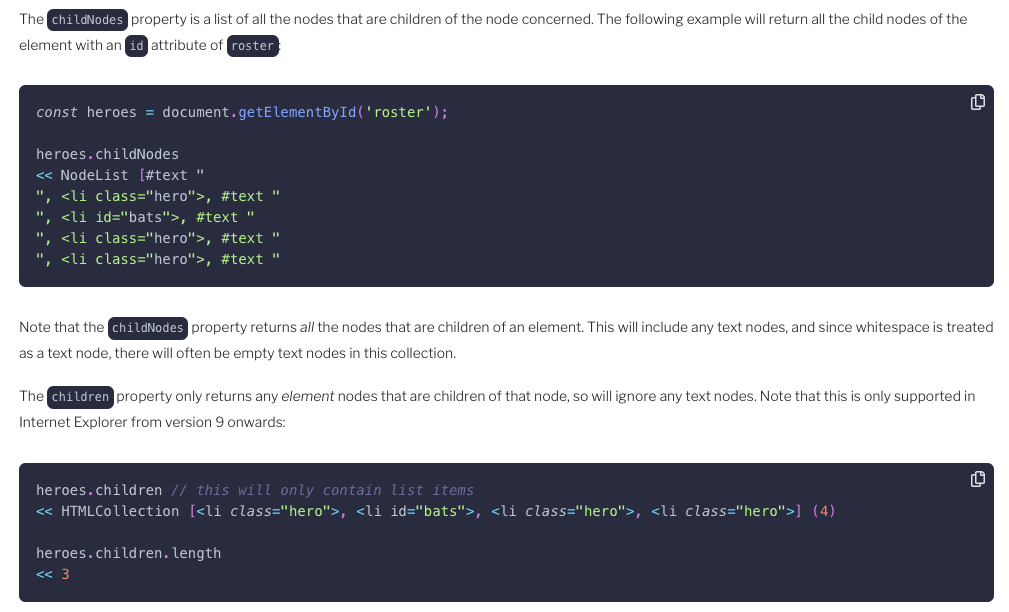 The childNodes property is a list of all the nodes that are children of the node concerned. The following example will return all the child nodes of the
element with an id attribute of roster:
const heroes = document.getElementById('roster');
heroes.childNodes
<< NodeList [#text "
", <li class="hero">, #text "
", <li id="bats">, #text "
", <li class="hero">, #text "
", <li class="hero">, #text "
Note that the childNodes property returns all the nodes that are children of an element. This will include any text nodes, and since whitespace is treated
as a text node, there will often be empty text nodes in this collection.
The children property only returns any element nodes that are children of that node, so will ignore any text nodes. Note that this is only supported in
Internet Explorer from version 9 onwards:
heroes.children // this will only contain list items
<< HTMLCollection [<li class="hero">, <li id="bats">, <li class="hero">, <li class="hero">] (4)
heroes.children.length
<< 3